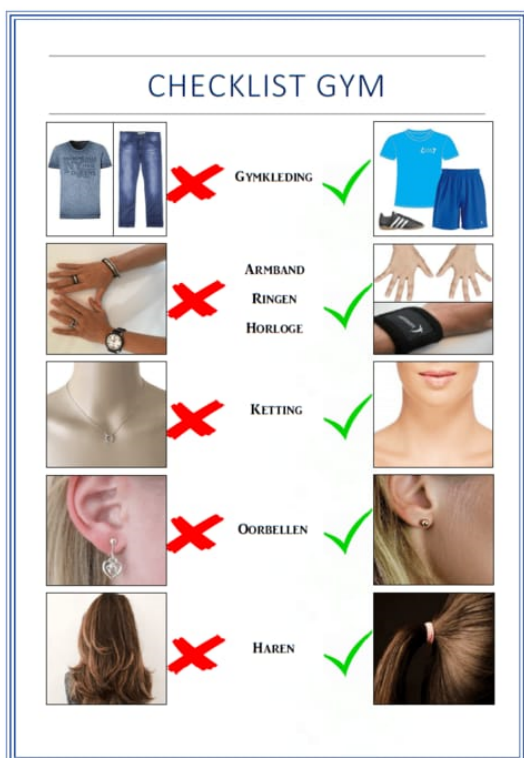 CHECKLIST GYM
GYMKLEDING
ARMBAND
RINGEN
HORLOGE
KETTING
OORBELLEN
HAREN